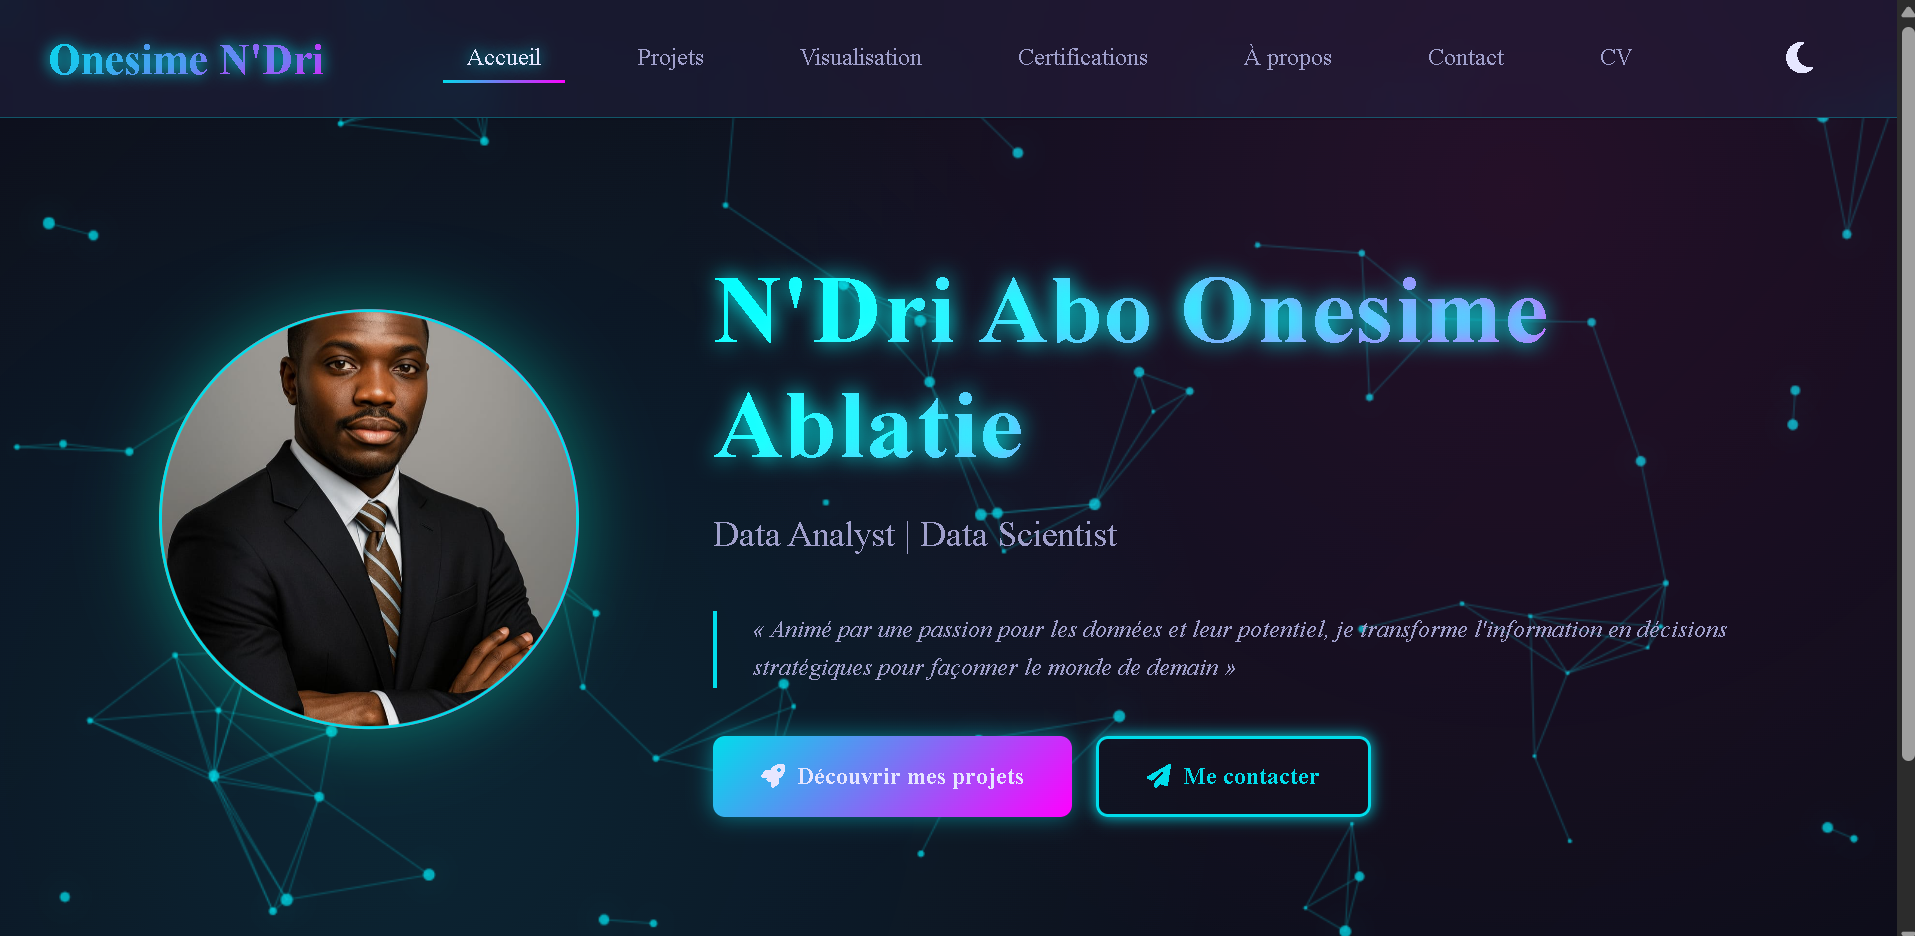 Onesime N'Dri
Accueil
Projets
Visualisation
Certifications
À propos
Contact
CV
N'Dri Abo Onesime
Ablatie
Data Analyst | Data Scientist
« Animé par une passion pour les données et leur potentiel, je transforme l'information en décisions
stratégiques pour façonner le monde de demain »
Découvrir mes projets
Me contacter